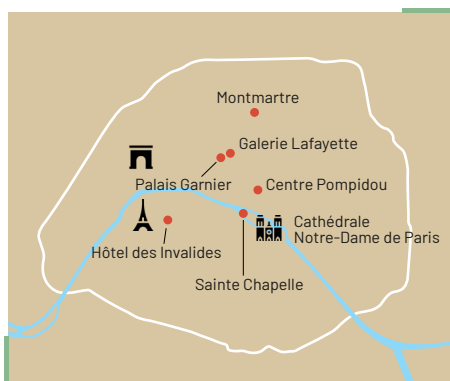 Montmartre
Galerie Lafayette
Palais Garnier
Centre Pompidou
Cathédrale
Notre-Dame de Paris
Hôtel des Invalides
Sainte Chapelle